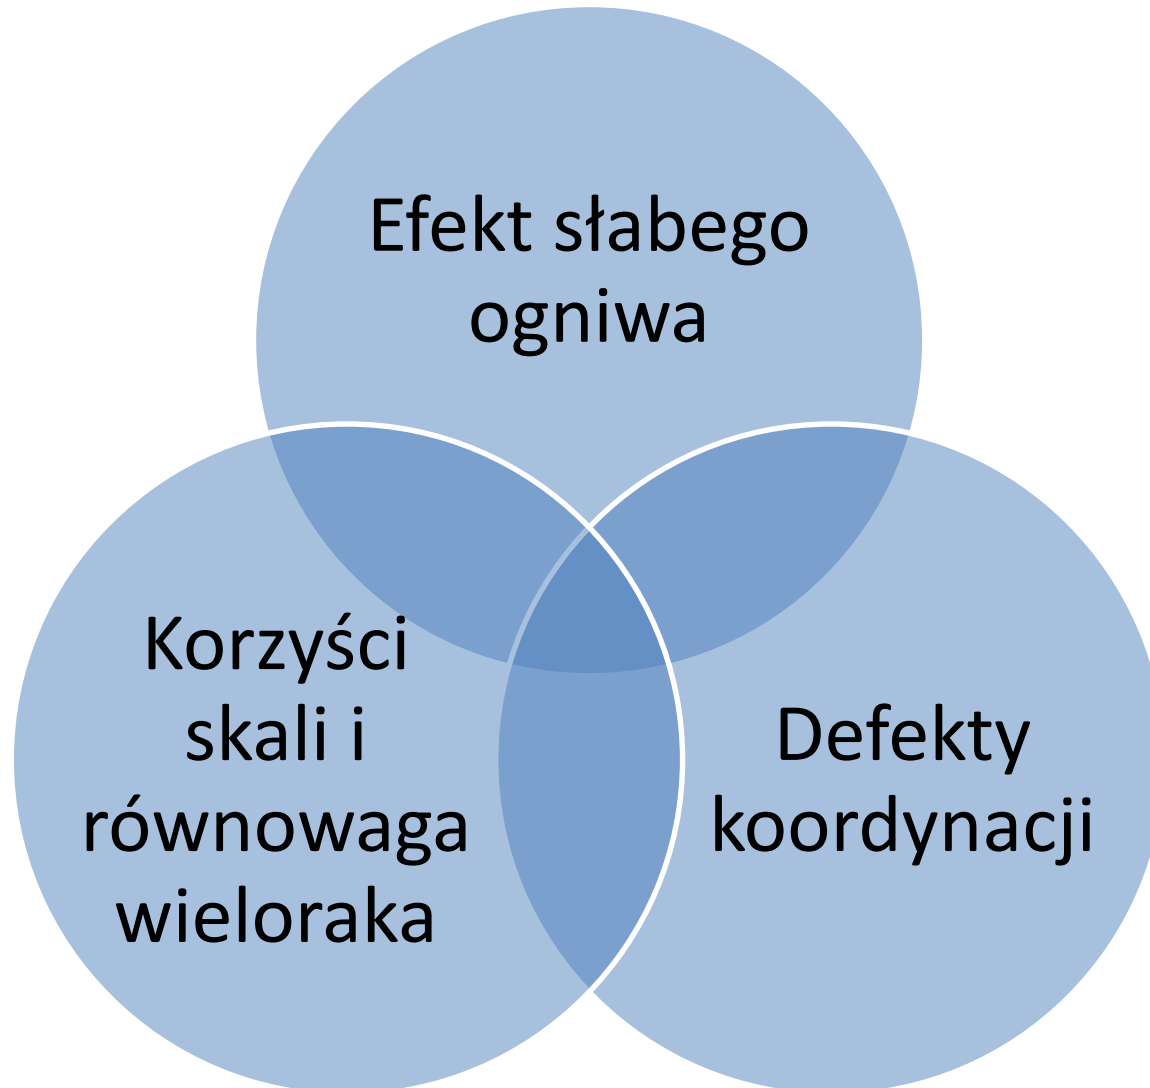 Efekt słabego
ogniwa
Korzyści
skali i
równowaga
wieloraka
Defekty
koordynacji